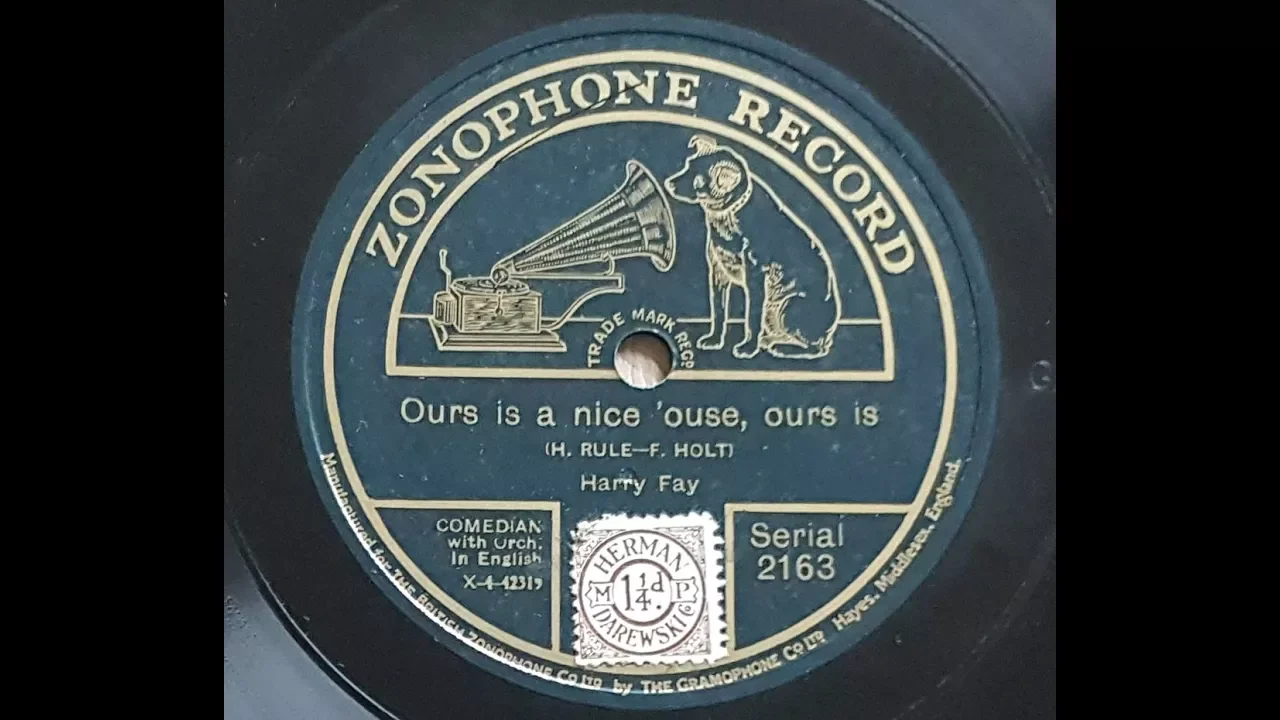 ZONOPHONE RECORD
TRADE MARK REGD.
Ours is a nice 'ouse, ours is
(H. RULE—F. HOLT)
Harry Fay
COMEDIAN
with Orch.
In English
X-4-42319
HERMAN
M 1¼d. P
DAREWSKI Co
Serial
2163
Manufactured for THE BRITISH ZONOPHONE CO LTD by THE GRAMOPHONE CO LTD Hayes, Middlesex, England.